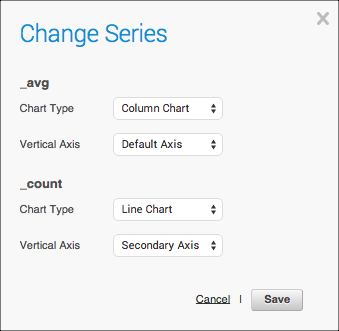 Change Series
_avg
Chart Type Column Chart
Vertical Axis Default Axis
_count
Chart Type Line Chart
Vertical Axis Secondary Axis
Cancel | Save